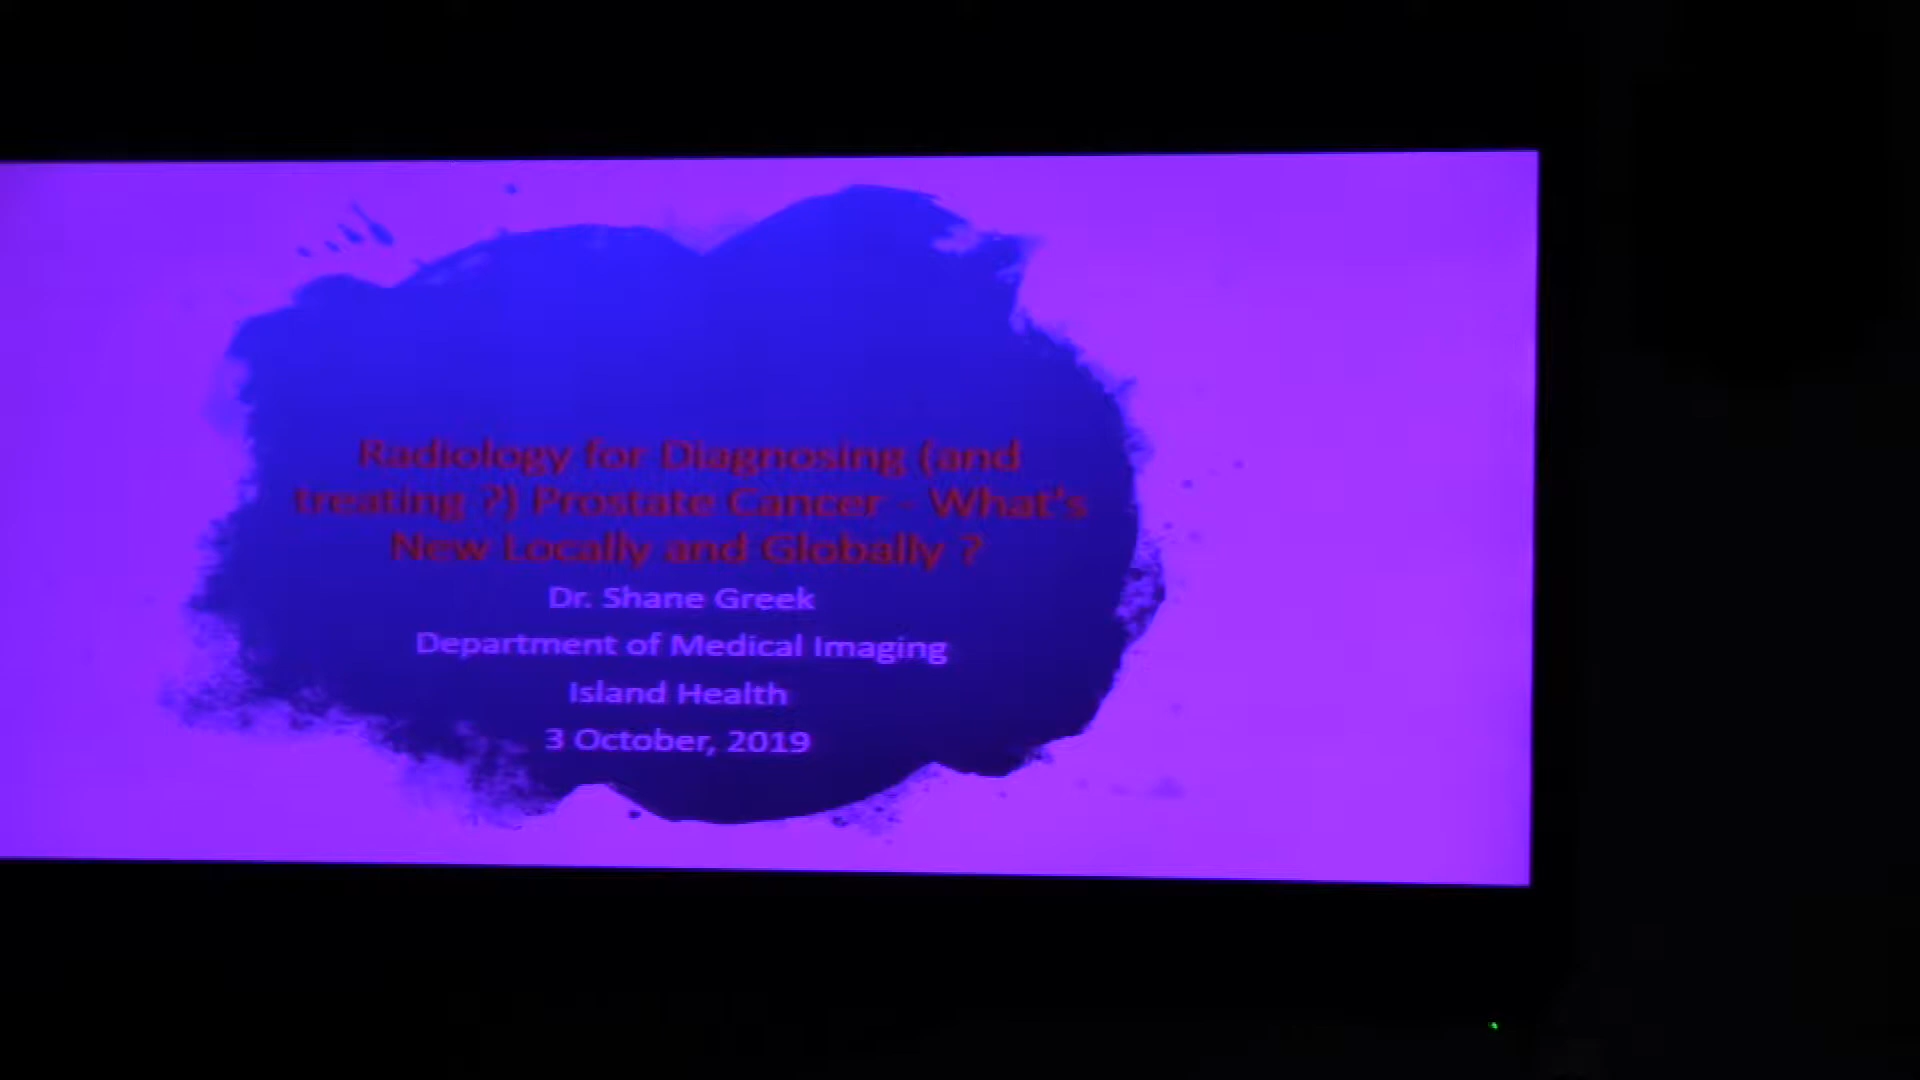 Radiology for Diagnosing (and
treating ?) Prostate Cancer - What's
New Locally and Globally ?
Dr. Shane Greek
Department of Medical Imaging
Island Health
3 October, 2019